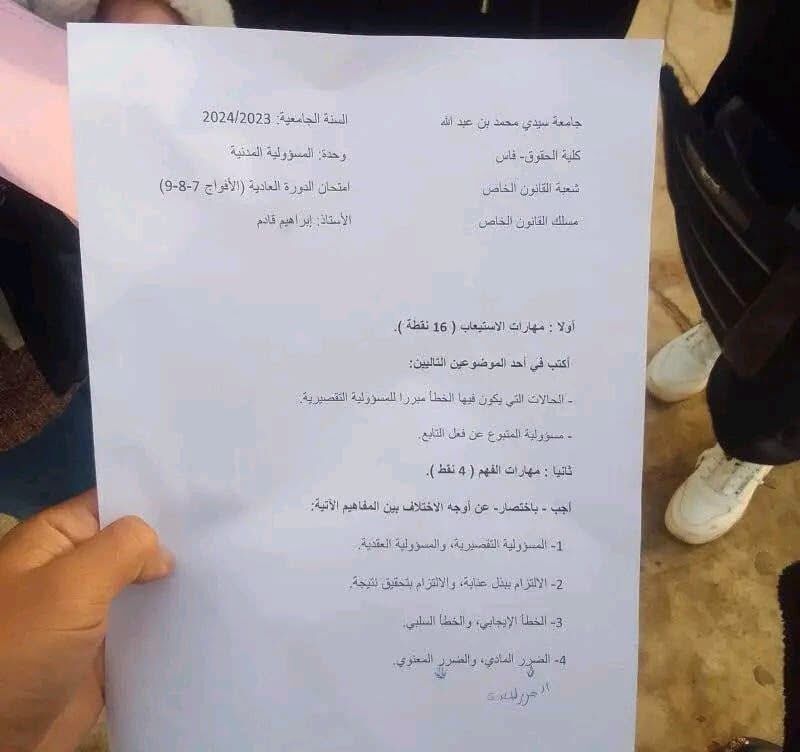 جامعة سيدي محمد بن عبد الله
السنة الجامعية: 2024/2023
كلية الحقوق- فاس
وحدة: المسؤولية المدنية
شعبة القانون الخاص
امتحان الدورة العادية (الأفواج 7-8-9)
مسلك القانون الخاص
الأستاذ: إبراهيم قادم
أولا : مهارات الاستيعاب ( 16 نقطة ).
أكتب في أحد الموضوعين التاليين:
- الحالات التي يكون فيها الخطأ مبررا للمسؤولية التقصيرية.
- مسؤولية المتبوع عن فعل التابع.
ثانيا : مهارات الفهم ( 4 نقط ).
أجب - باختصار- عن أوجه الاختلاف بين المفاهيم الآتية:
1- المسؤولية التقصيرية، والمسؤولية العقدية.
2- الالتزام ببذل عناية، والالتزام بتحقيق نتيجة.
3- الخطأ الإيجابي، والخطأ السلبي.
4- الضرر المادي، والضرر المعنوي.